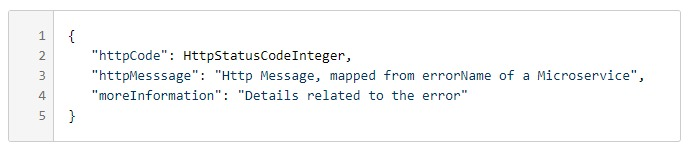 1 {
2 "httpCode": HttpStatusCodeInteger,
3 "httpMesssage": "Http Message, mapped from errorName of a Microservice",
4 "moreInformation": "Details related to the error"
5 }